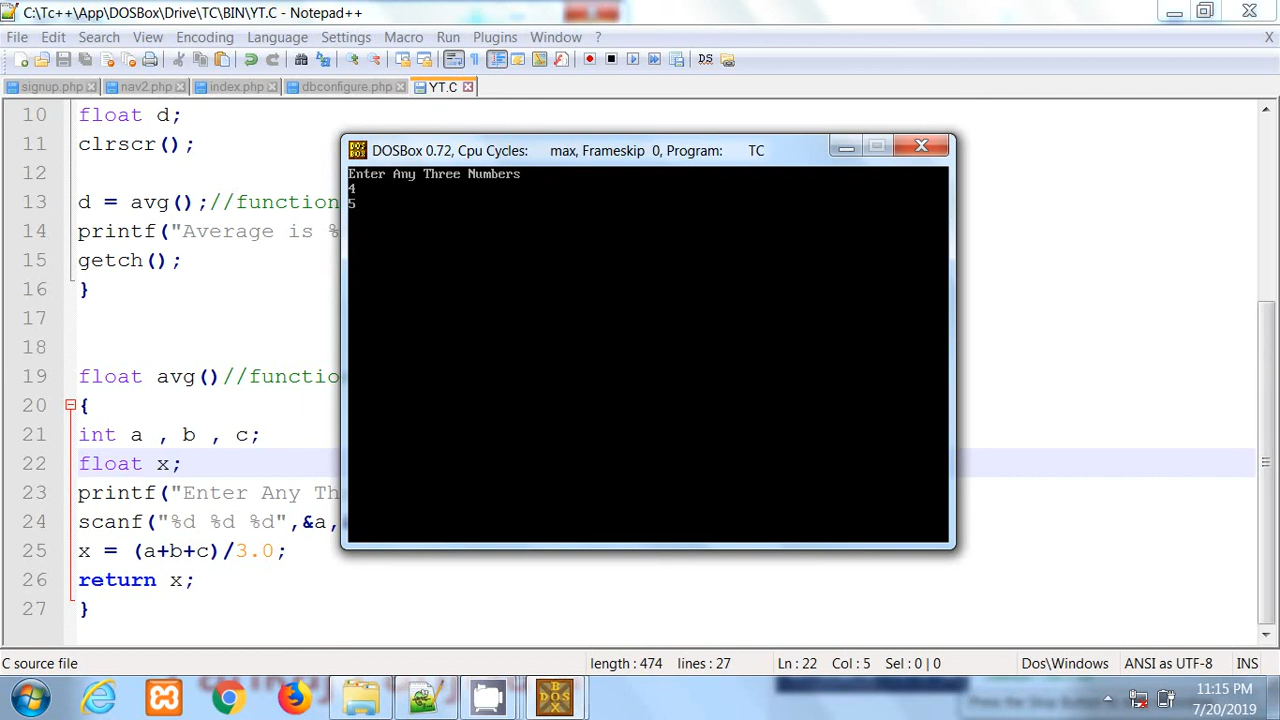 C:\Tc++\App\DOSBox\Drive\TC\BIN\YT.C - Notepad++
File Edit Search View Encoding Language Settings Macro Run Plugins Window ? X
signup.php nav2.php index.php dbconfigure.php YT.C
10 float d;
11 clrscr();
12
13 d = avg();//function
14 printf("Average is %
15 getch();
16 }
17
18
19 float avg()//functio
20 {
21 int a , b , c;
22 float x;
23 printf("Enter Any Th
24 scanf("%d %d %d",&a,
25 x = (a+b+c)/3.0;
26 return x;
27 }
DOSBox 0.72, Cpu Cycles: max, Frameskip 0, Program: TC
Enter Any Three Numbers
4
5
C source file length : 474 lines : 27 Ln : 22 Col : 5 Sel : 0 | 0 Dos\Windows ANSI as UTF-8 INS
11:15 PM
7/20/2019